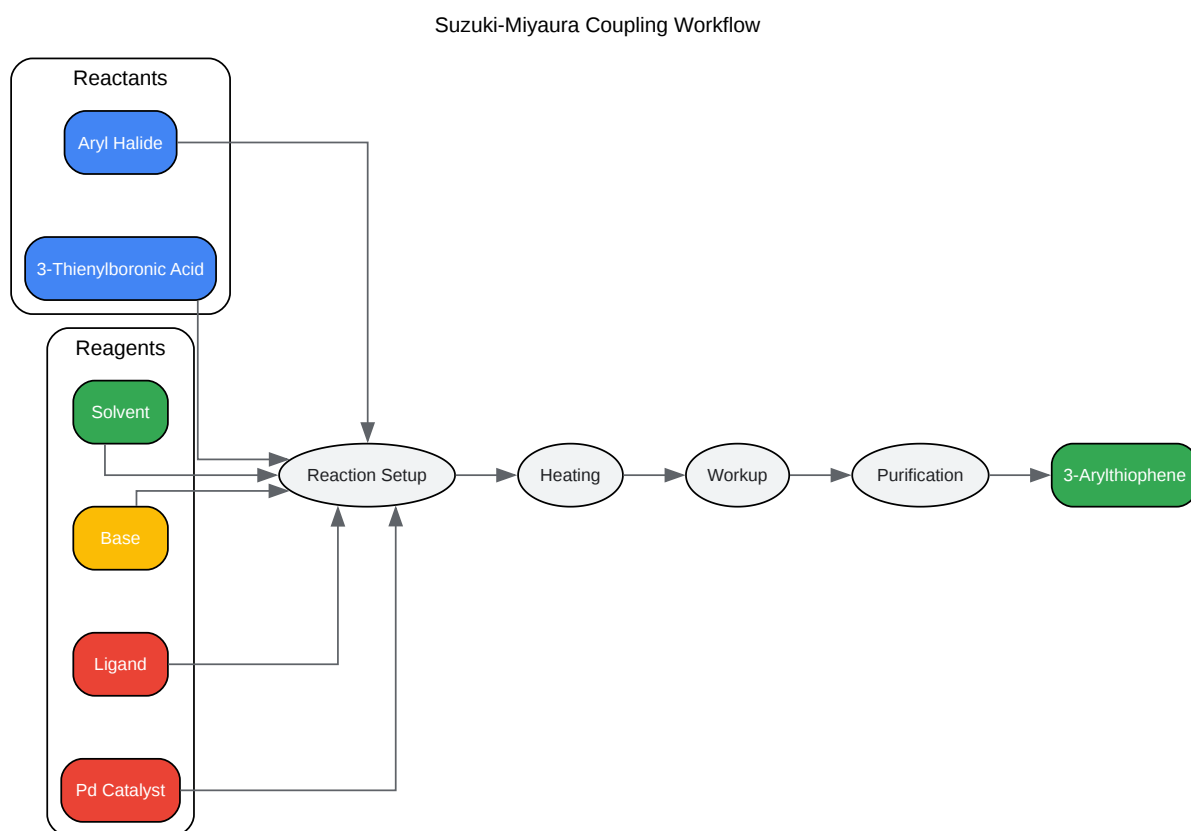 Suzuki-Miyaura Coupling Workflow
Reactants
Aryl Halide
3-Thienylboronic Acid
Reagents
Solvent
Base
Ligand
Pd Catalyst
Reaction Setup
Heating
Workup
Purification
3-Arylthiophene